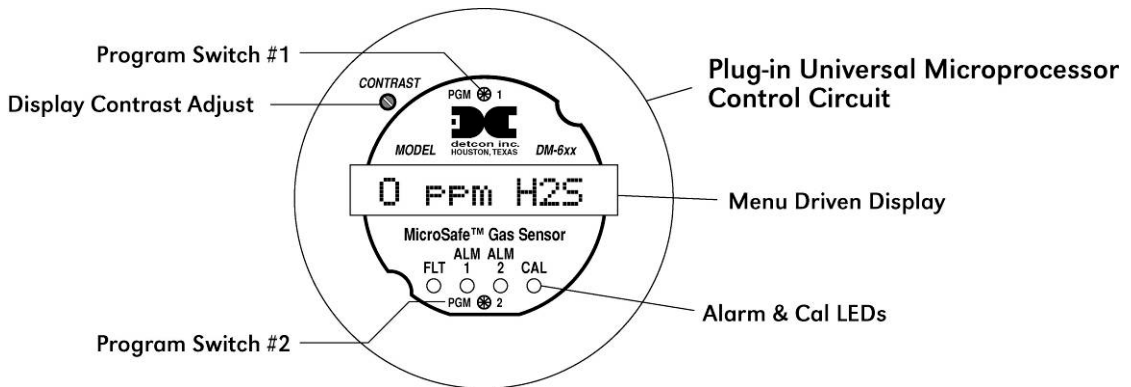 Program Switch #1
Display Contrast Adjust
CONTRAST
PGM 1
detcon inc.
HOUSTON, TEXAS
MODEL DM-6xx
0 ppm H2S
MicroSafe™ Gas Sensor
ALM ALM
FLT 1 2 CAL
PGM 2
Program Switch #2
Plug-in Universal Microprocessor
Control Circuit
Menu Driven Display
Alarm & Cal LEDs